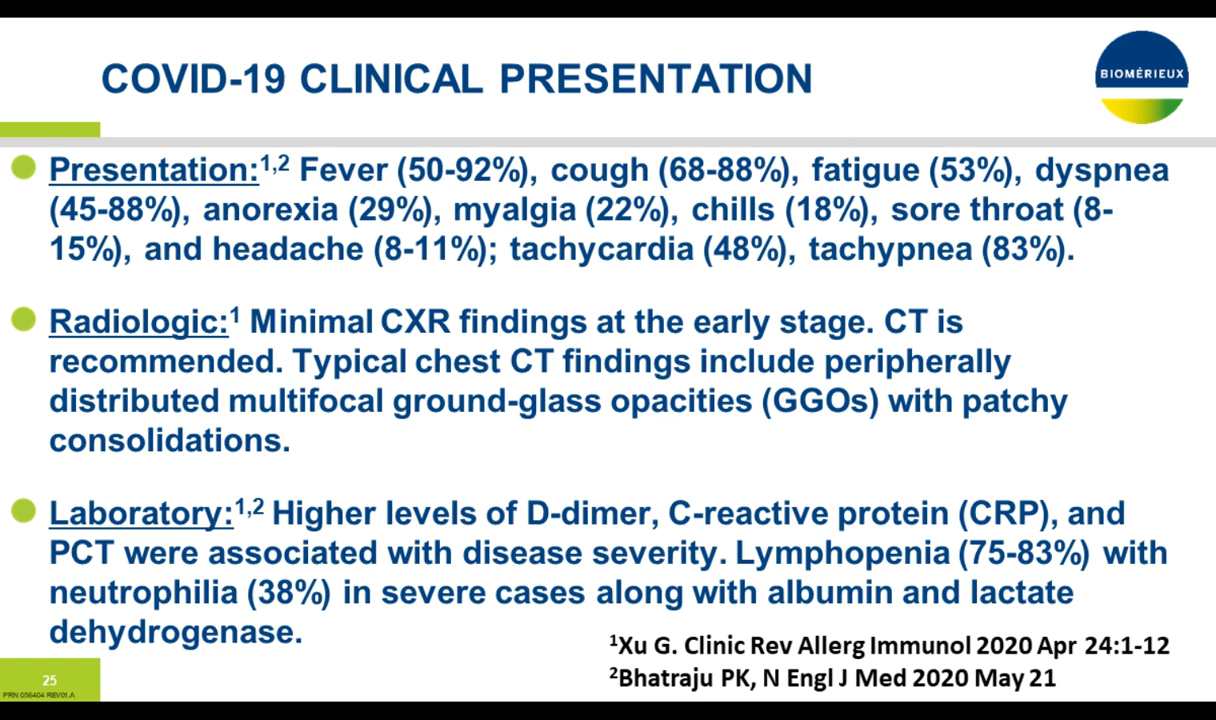 COVID-19 CLINICAL PRESENTATION
BIOMÉRIEUX
Presentation:¹,² Fever (50-92%), cough (68-88%), fatigue (53%), dyspnea
(45-88%), anorexia (29%), myalgia (22%), chills (18%), sore throat (8-
15%), and headache (8-11%); tachycardia (48%), tachypnea (83%).
Radiologic:¹ Minimal CXR findings at the early stage. CT is
recommended. Typical chest CT findings include peripherally
distributed multifocal ground-glass opacities (GGOs) with patchy
consolidations.
Laboratory:¹,² Higher levels of D-dimer, C-reactive protein (CRP), and
PCT were associated with disease severity. Lymphopenia (75-83%) with
neutrophilia (38%) in severe cases along with albumin and lactate
dehydrogenase.
¹Xu G. Clinic Rev Allerg Immunol 2020 Apr 24:1-12
²Bhatraju PK, N Engl J Med 2020 May 21
25
PRN 056404 REV01.A